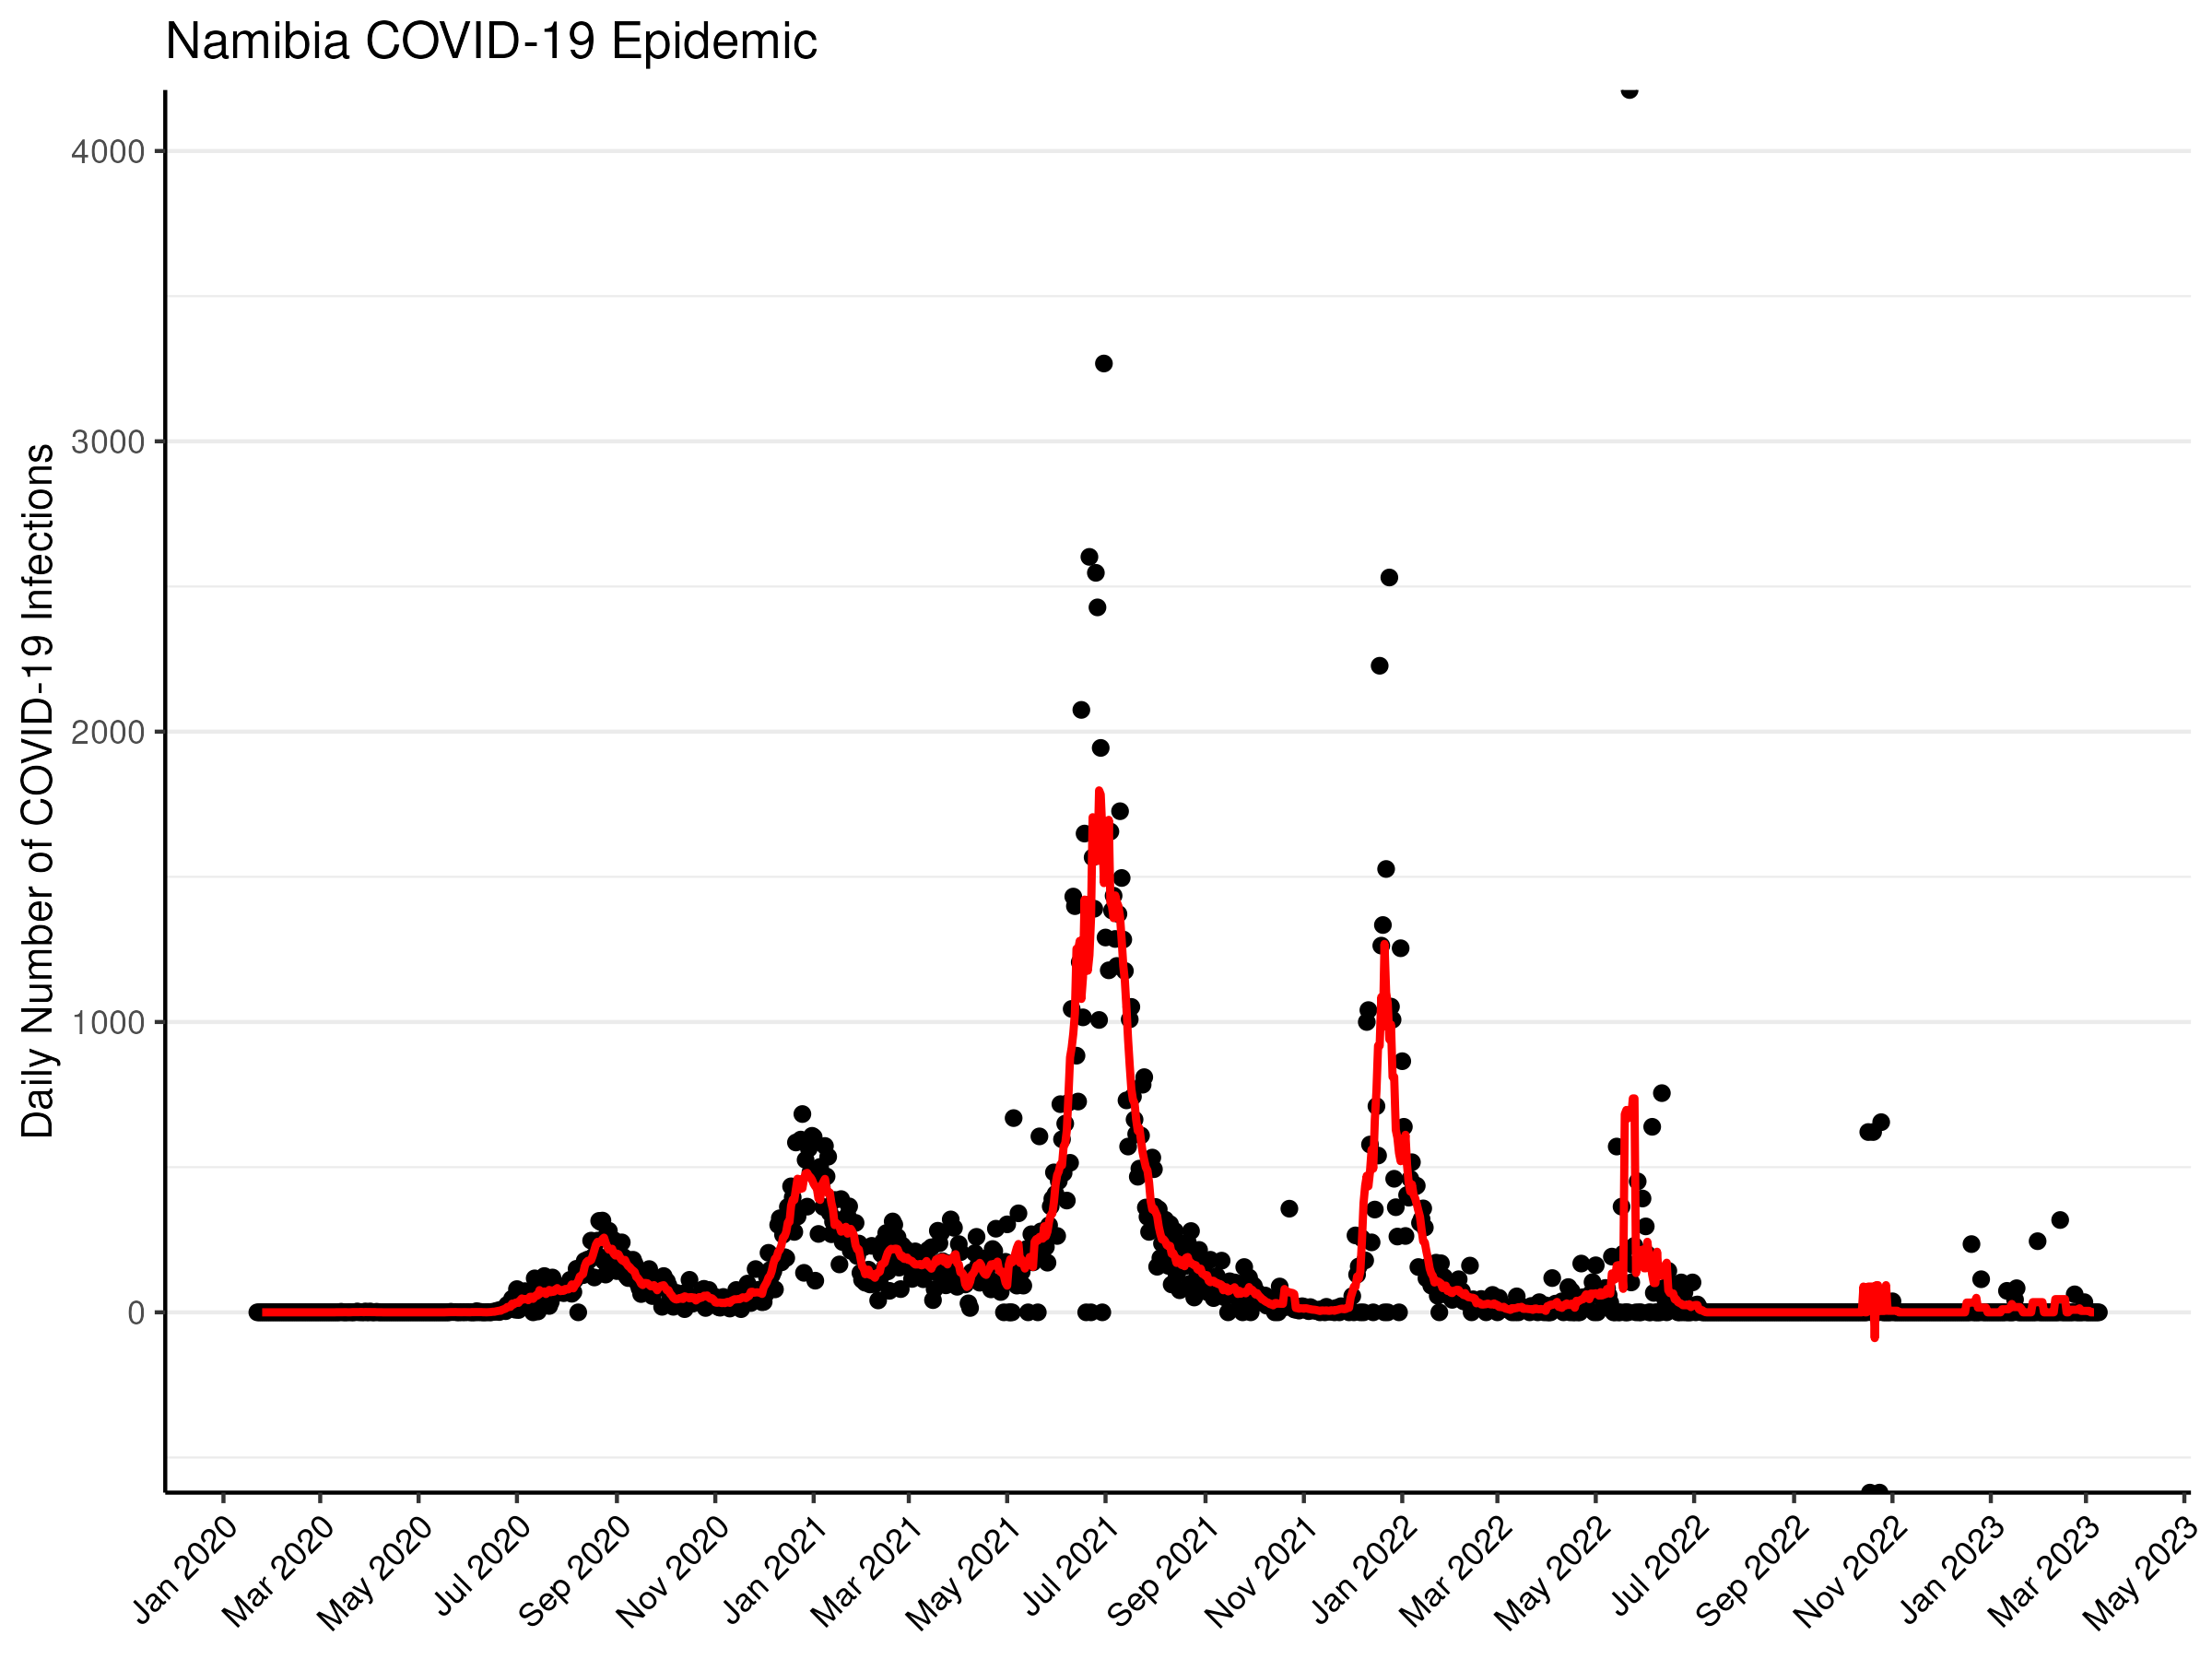 Namibia COVID-19 Epidemic
Daily Number of COVID-19 Infections
4000
3000
2000
1000
0
Jan 2020
Mar 2020
May 2020
Jul 2020
Sep 2020
Nov 2020
Jan 2021
Mar 2021
May 2021
Jul 2021
Sep 2021
Nov 2021
Jan 2022
Mar 2022
May 2022
Jul 2022
Sep 2022
Nov 2022
Jan 2023
Mar 2023
May 2023